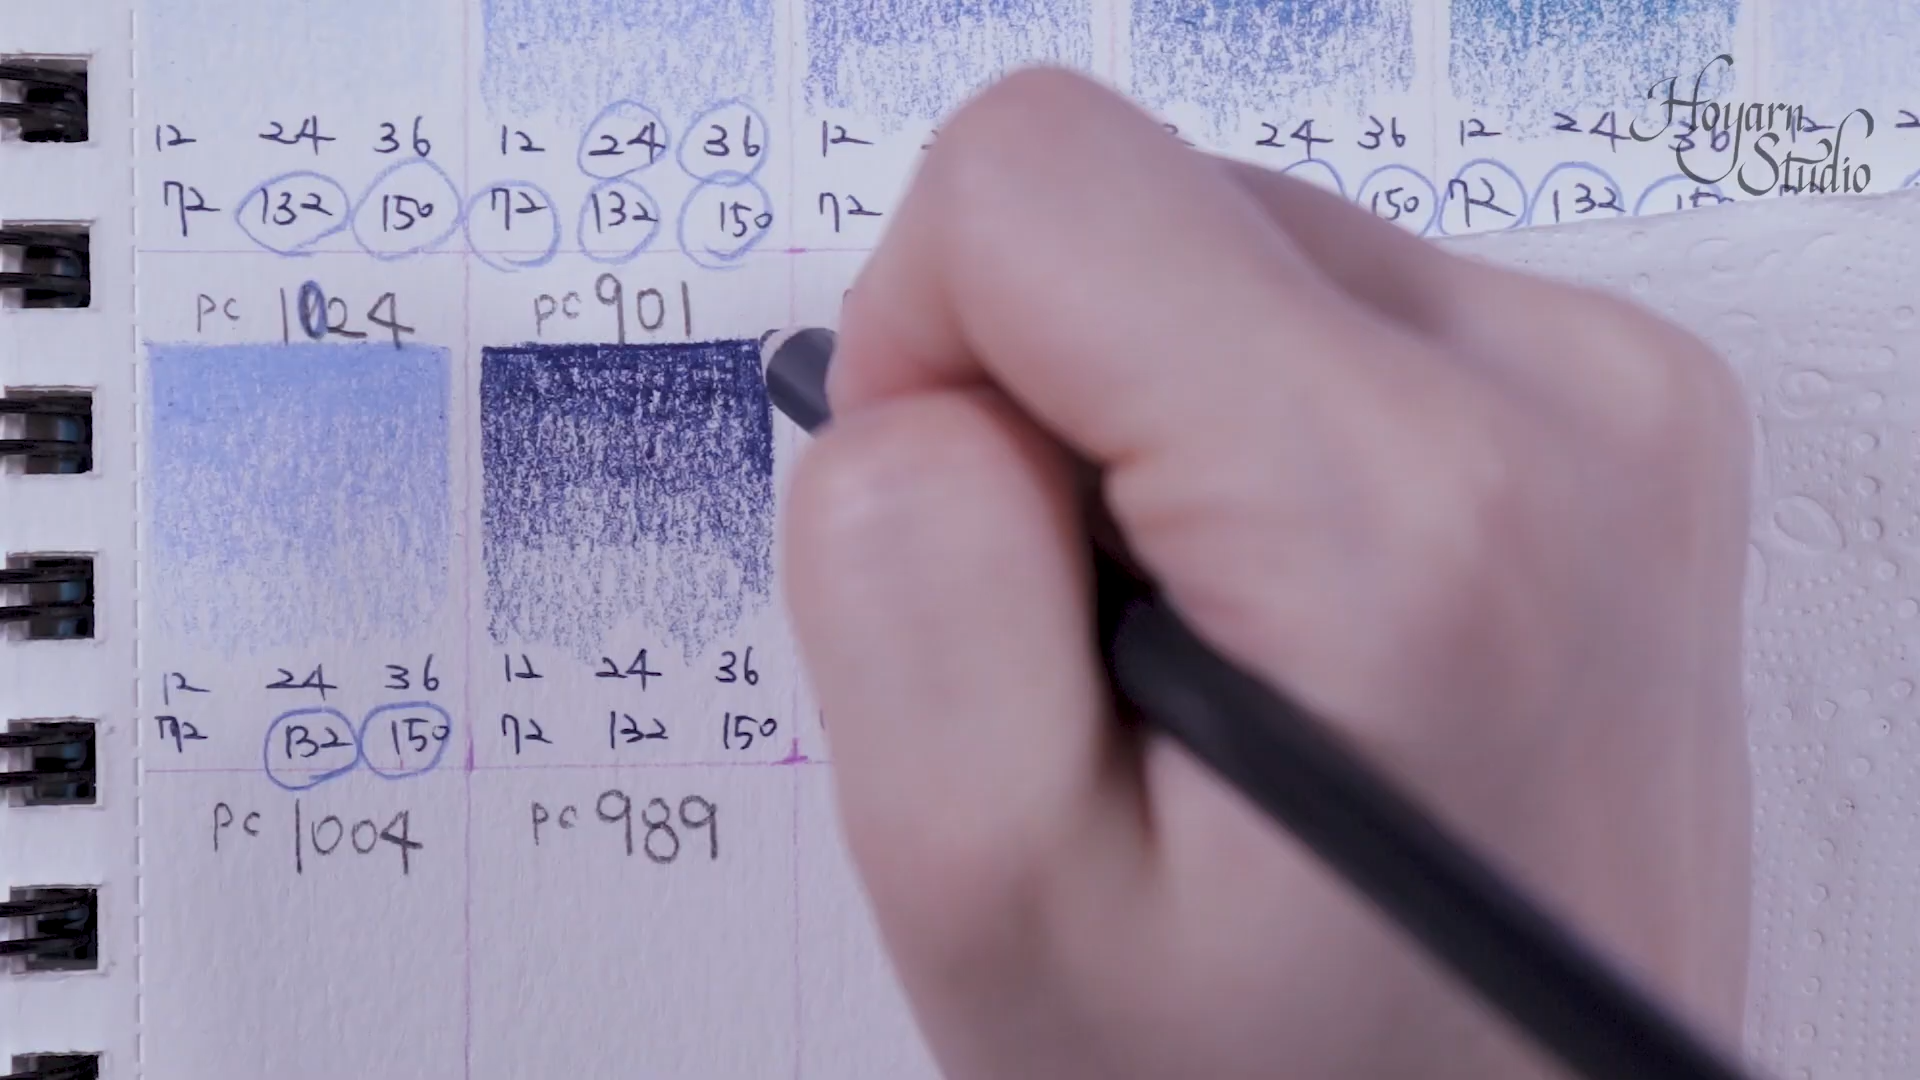 12 24 36 12 24 36 12 24 36 12 24 36 12
72 132 150 72 132 150 72 150 72 132
Hoyarn
Studio
PC 1024 PC 901
12 24 36 12 24 36
72 132 150 72 132 150
PC 1004 PC 989